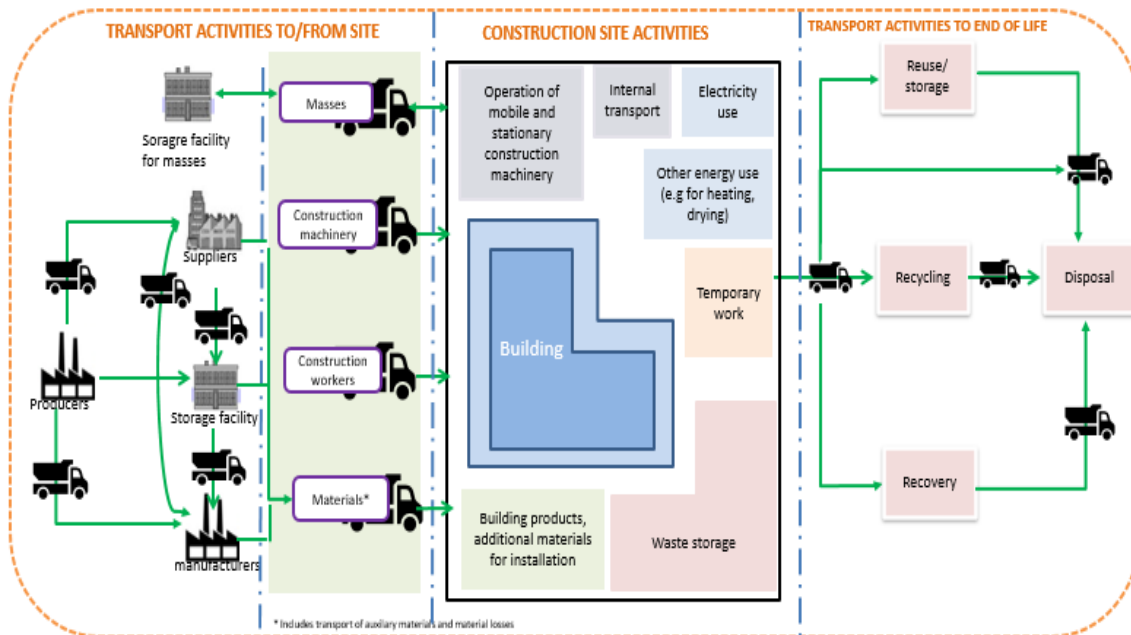 TRANSPORT ACTIVITIES TO/FROM SITE
CONSTRUCTION SITE ACTIVITIES
TRANSPORT ACTIVITIES TO END OF LIFE
Soragre facility
for masses
Suppliers
Producers
Storage facility
manufacturers
Masses
Construction
machinery
Construction
workers
Materials*
Operation of
mobile and
stationary
construction
machinery
Internal
transport
Electricity
use
Other energy use
(e.g for heating,
drying)
Building
Temporary
work
Building products,
additional materials
for installation
Waste storage
Reuse/
storage
Recycling
Disposal
Recovery
* Includes transport of auxilary materials and material losses